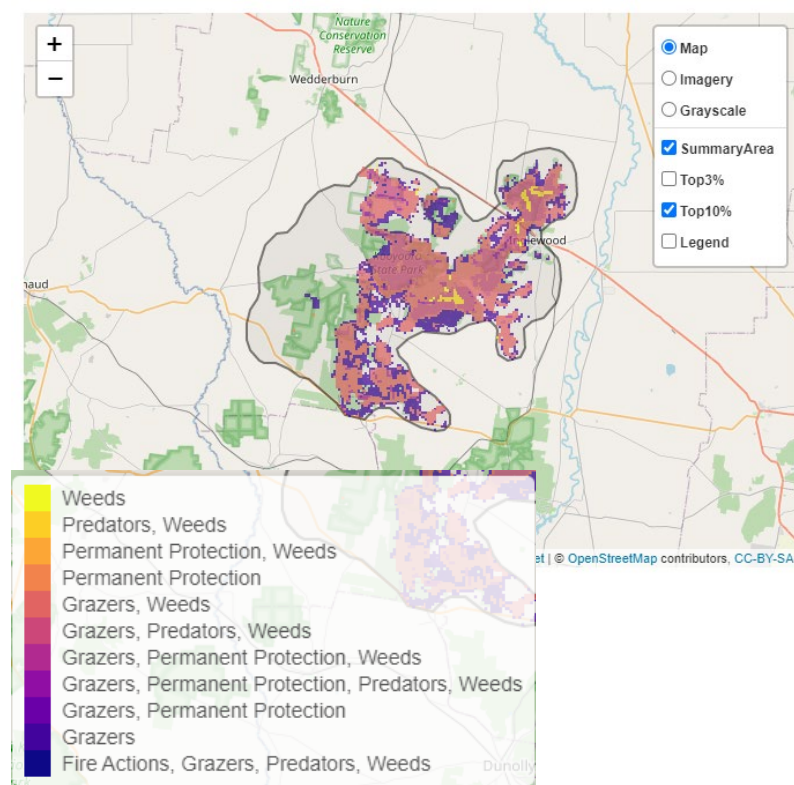 Nature
Conservation
Reserve
+
−
Wedderburn
Map
Imagery
Grayscale
SummaryArea
Top3%
Top10%
Legend
State Park
naud
et | © OpenStreetMap contributors, CC-BY-SA
Weeds
Predators, Weeds
Permanent Protection, Weeds
Permanent Protection
Grazers, Weeds
Grazers, Predators, Weeds
Grazers, Permanent Protection, Weeds
Grazers, Permanent Protection, Predators, Weeds
Grazers, Permanent Protection
Grazers
Fire Actions, Grazers, Predators, Weeds
Dunolly